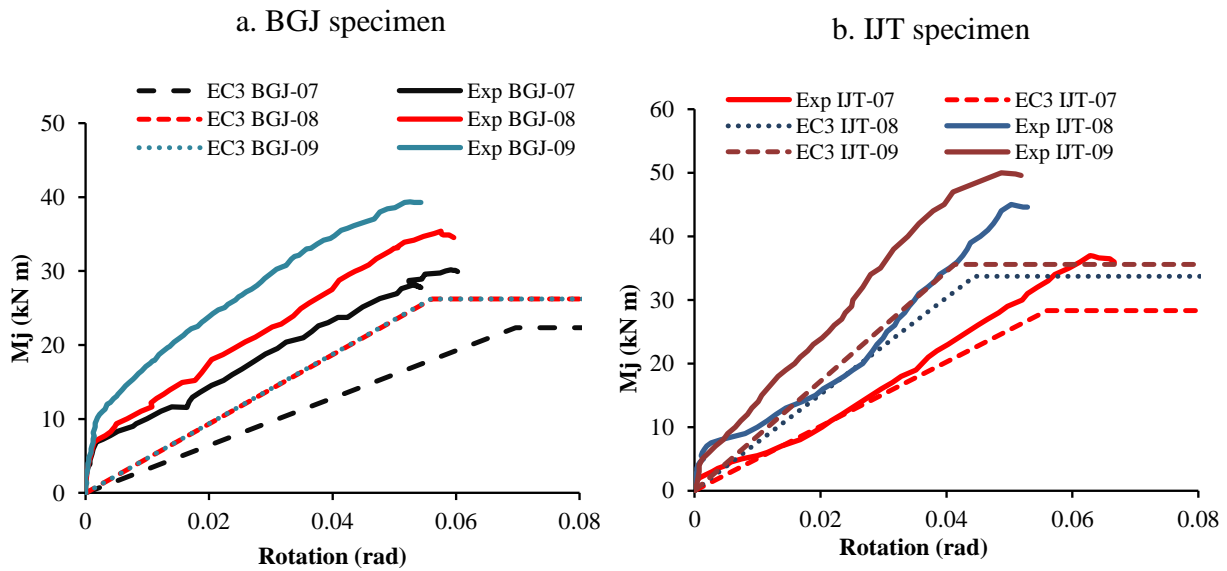 a. BGJ specimen
EC3 BGJ-07 Exp BGJ-07
EC3 BGJ-08 Exp BGJ-08
EC3 BGJ-09 Exp BGJ-09
50
40
30
20
10
0
Mj (kN m)
0 0.02 0.04 0.06 0.08
Rotation (rad)
b. IJT specimen
Exp IJT-07 EC3 IJT-07
EC3 IJT-08 Exp IJT-08
EC3 IJT-09 Exp IJT-09
60
50
40
30
20
10
0
Mj (kN m)
0 0.02 0.04 0.06 0.08
Rotation (rad)